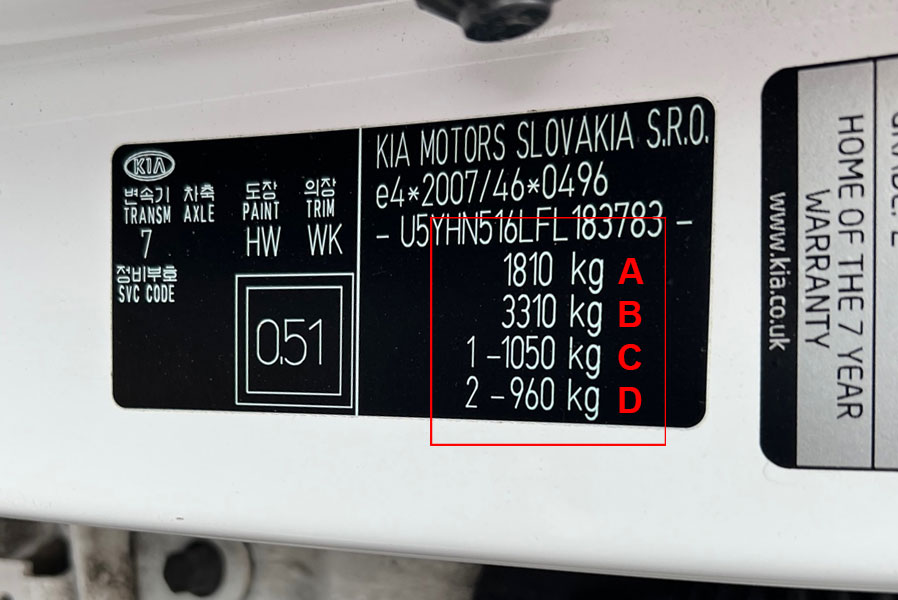 KIA
변속기 차축 도장 의장
TRANSM AXLE PAINT TRIM
7 HW WK
정비부호
SVC CODE
0.51
KIA MOTORS SLOVAKIA S.R.O.
e4*2007/46*0496
- U5YHN516LFL183783 -
1810 kg A
3310 kg B
1 -1050 kg C
2 -960 kg D
www.kia.co.uk
HOME OF THE 7 YEAR
WARRANTY